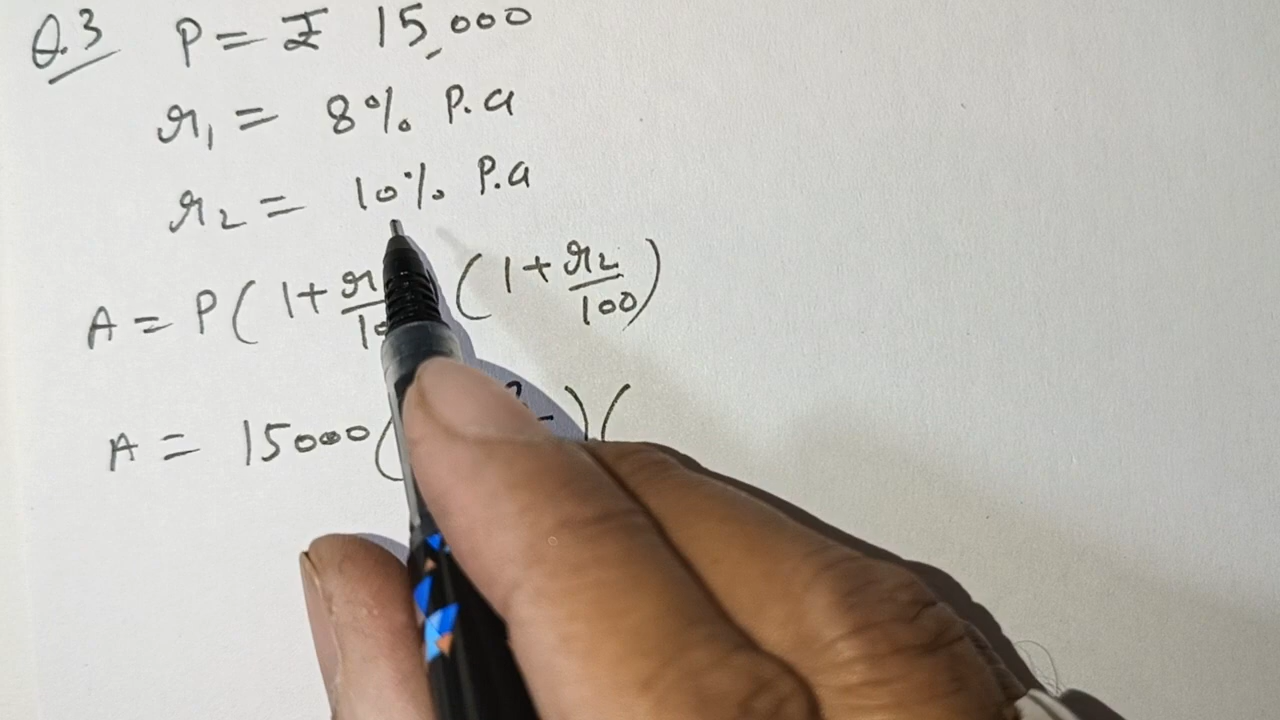 Q.3 P = ₹ 15,000
r₁ = 8% P.a
r₂ = 10% P.a
A = P ( 1 + r ( 1 + r₂/100 )
A = 15000 ( ) (